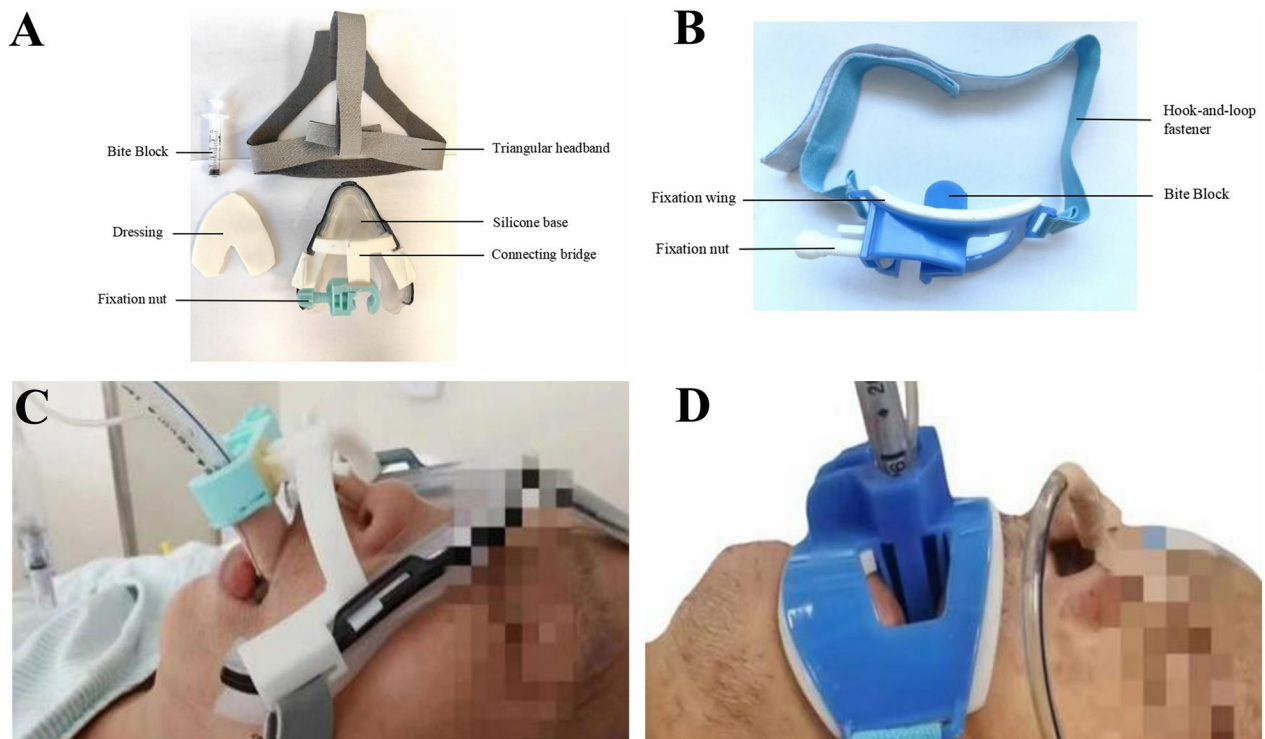 A
Bite Block
Triangular headband
Dressing
Silicone base
Connecting bridge
Fixation nut
B
Hook-and-loop
fastener
Fixation wing
Bite Block
Fixation nut
C
D